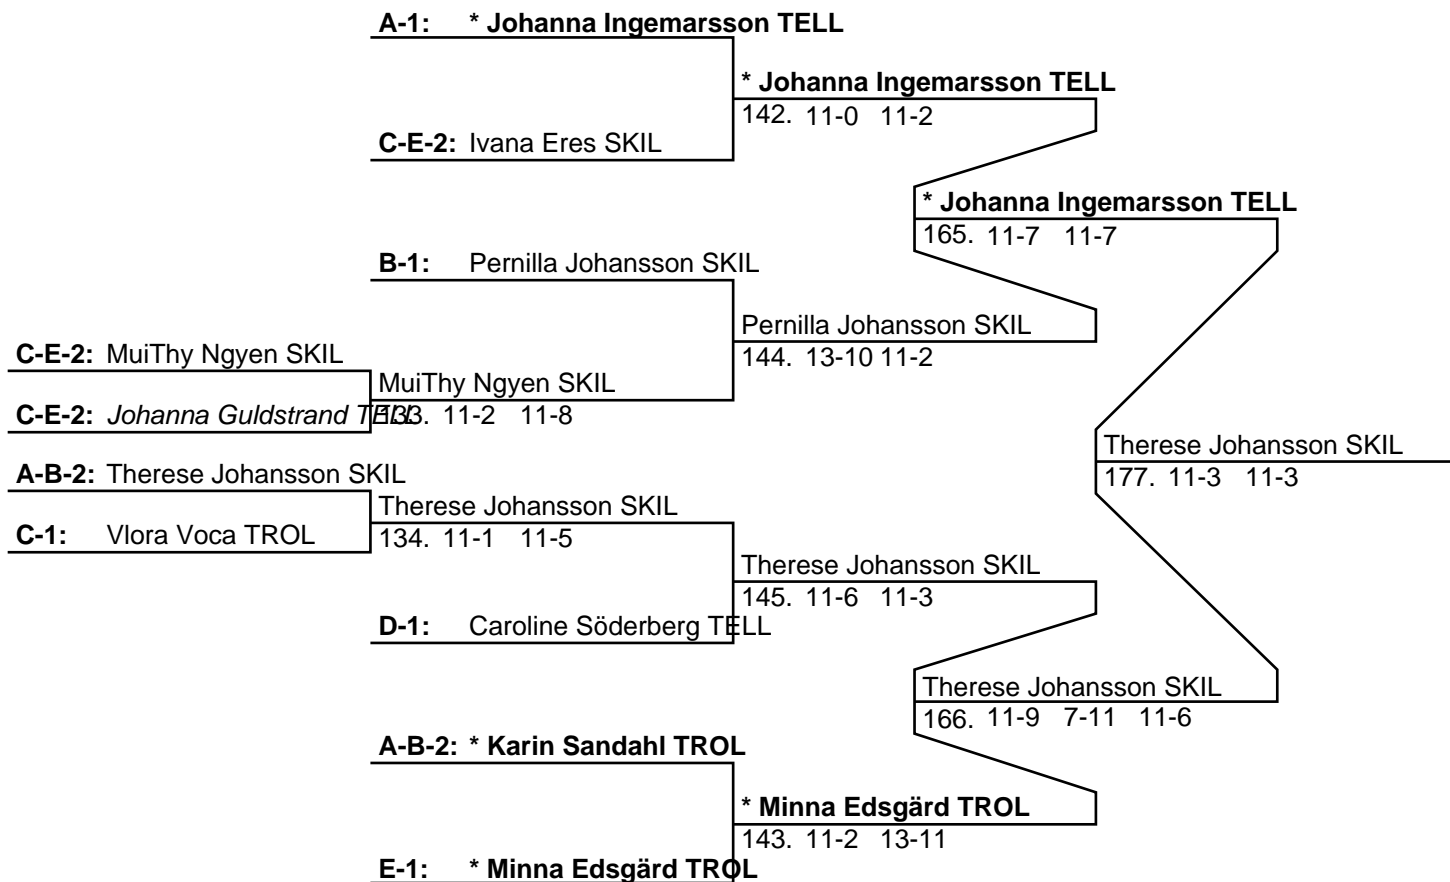 A-1: * Johanna Ingemarsson TELL
* Johanna Ingemarsson TELL
142. 11-0 11-2
C-E-2: Ivana Eres SKIL
* Johanna Ingemarsson TELL
165. 11-7 11-7
B-1: Pernilla Johansson SKIL
Pernilla Johansson SKIL
144. 13-10 11-2
C-E-2: MuiThy Ngyen SKIL
MuiThy Ngyen SKIL
C-E-2: Johanna Guldstrand TELL
133. 11-2 11-8
Therese Johansson SKIL
177. 11-3 11-3
A-B-2: Therese Johansson SKIL
Therese Johansson SKIL
134. 11-1 11-5
C-1: Vlora Voca TROL
Therese Johansson SKIL
145. 11-6 11-3
D-1: Caroline Söderberg TELL
Therese Johansson SKIL
166. 11-9 7-11 11-6
A-B-2: * Karin Sandahl TROL
* Minna Edsgärd TROL
143. 11-2 13-11
E-1: * Minna Edsgärd TROL